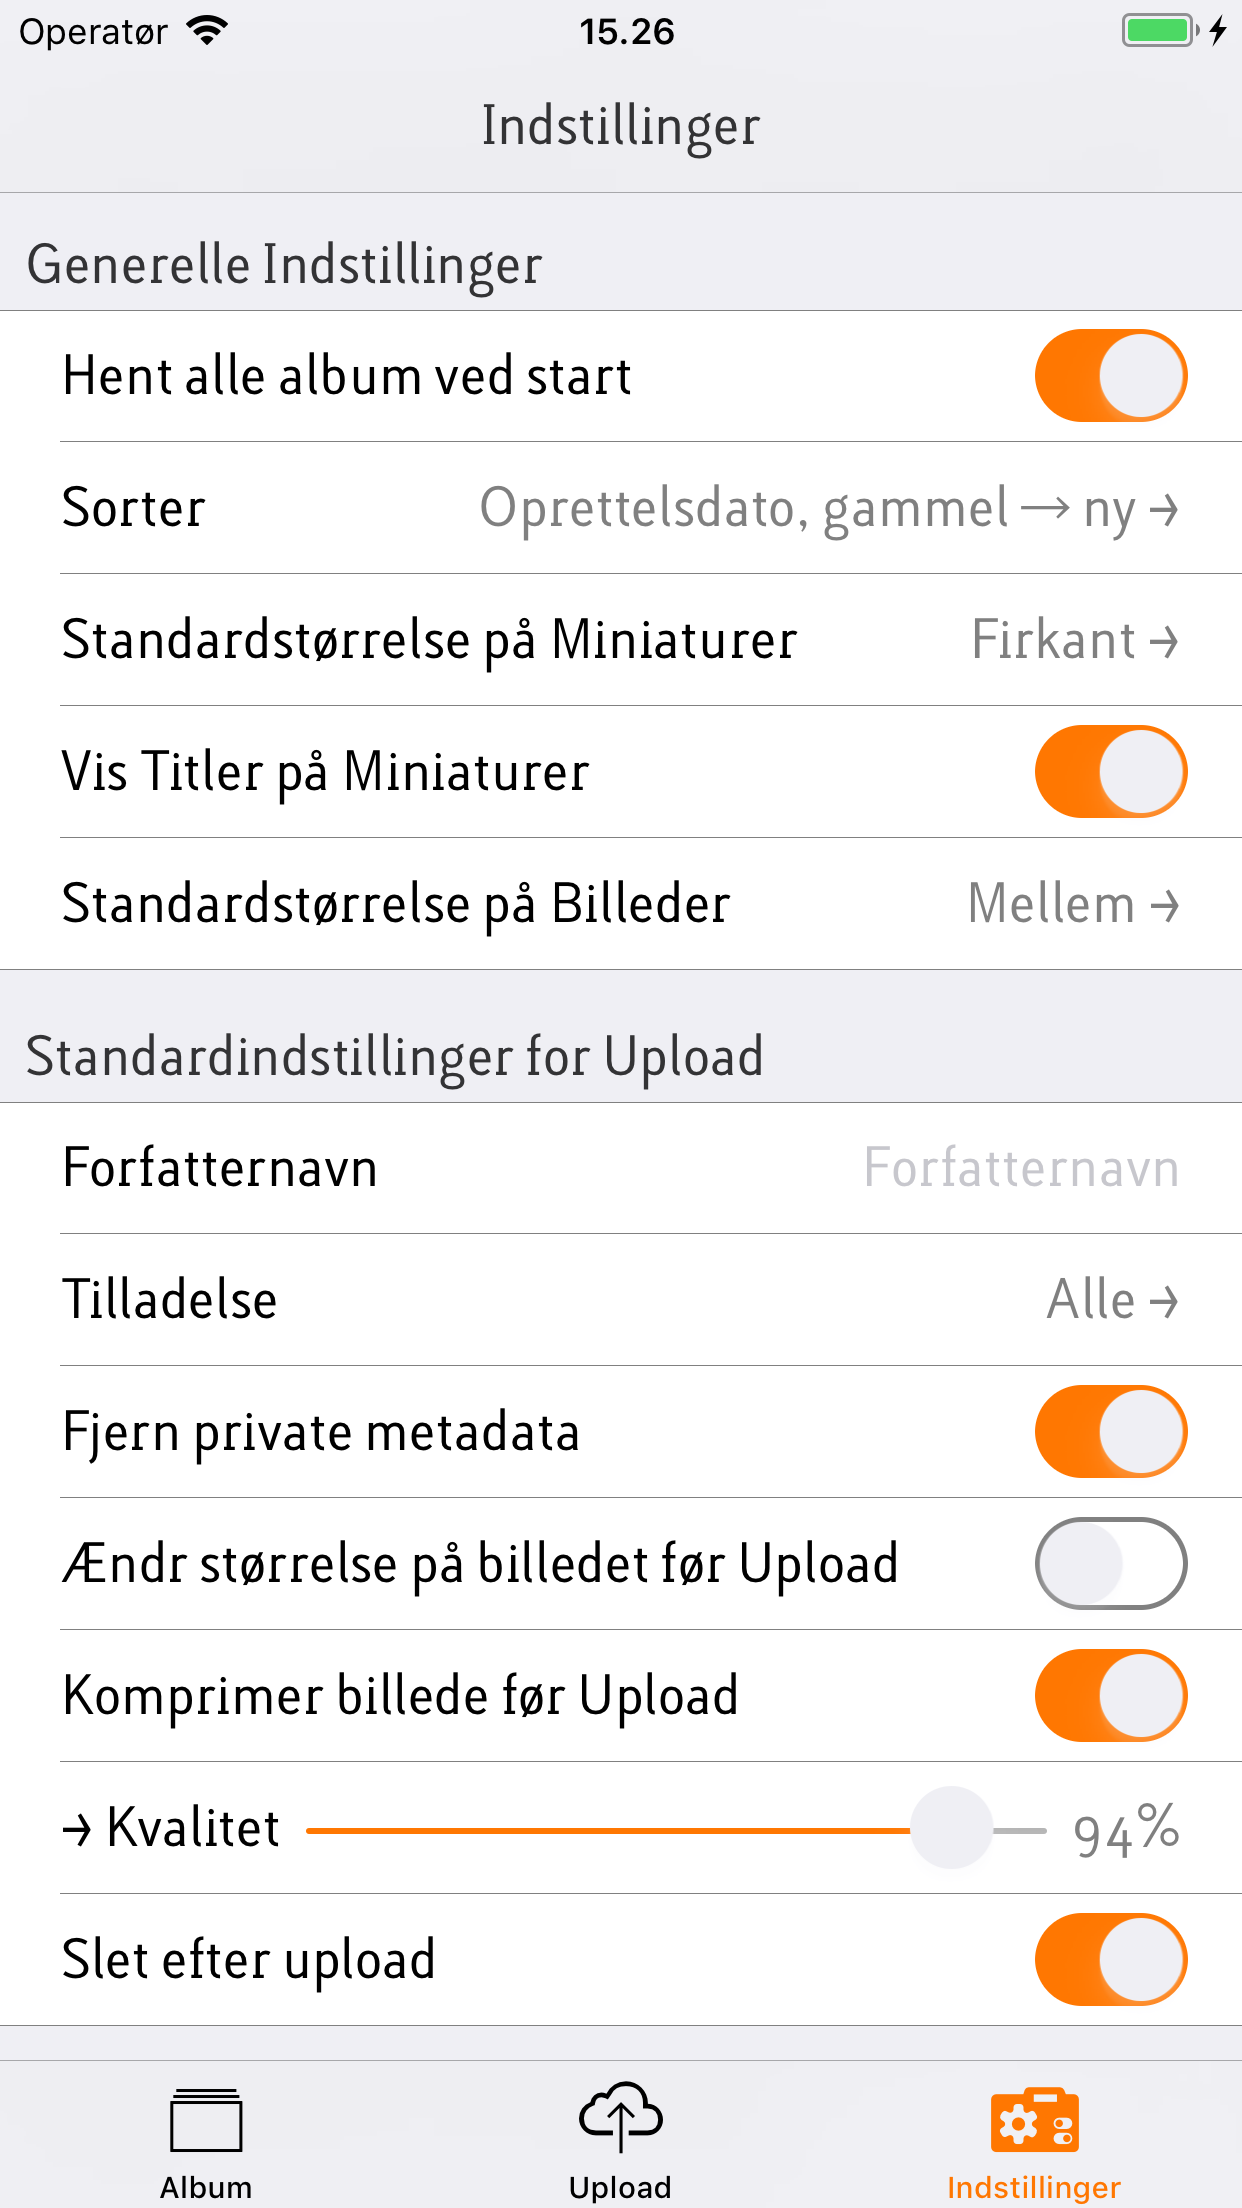 Operatør 15.26
Indstillinger
Generelle Indstillinger
Hent alle album ved start
Sorter Oprettelsdato, gammel → ny →
Standardstørrelse på Miniaturer Firkant →
Vis Titler på Miniaturer
Standardstørrelse på Billeder Mellem →
Standardindstillinger for Upload
Forfatternavn Forfatternavn
Tilladelse Alle →
Fjern private metadata
Ændr størrelse på billedet før Upload
Komprimer billede før Upload
→ Kvalitet 94%
Slet efter upload
Album Upload Indstillinger